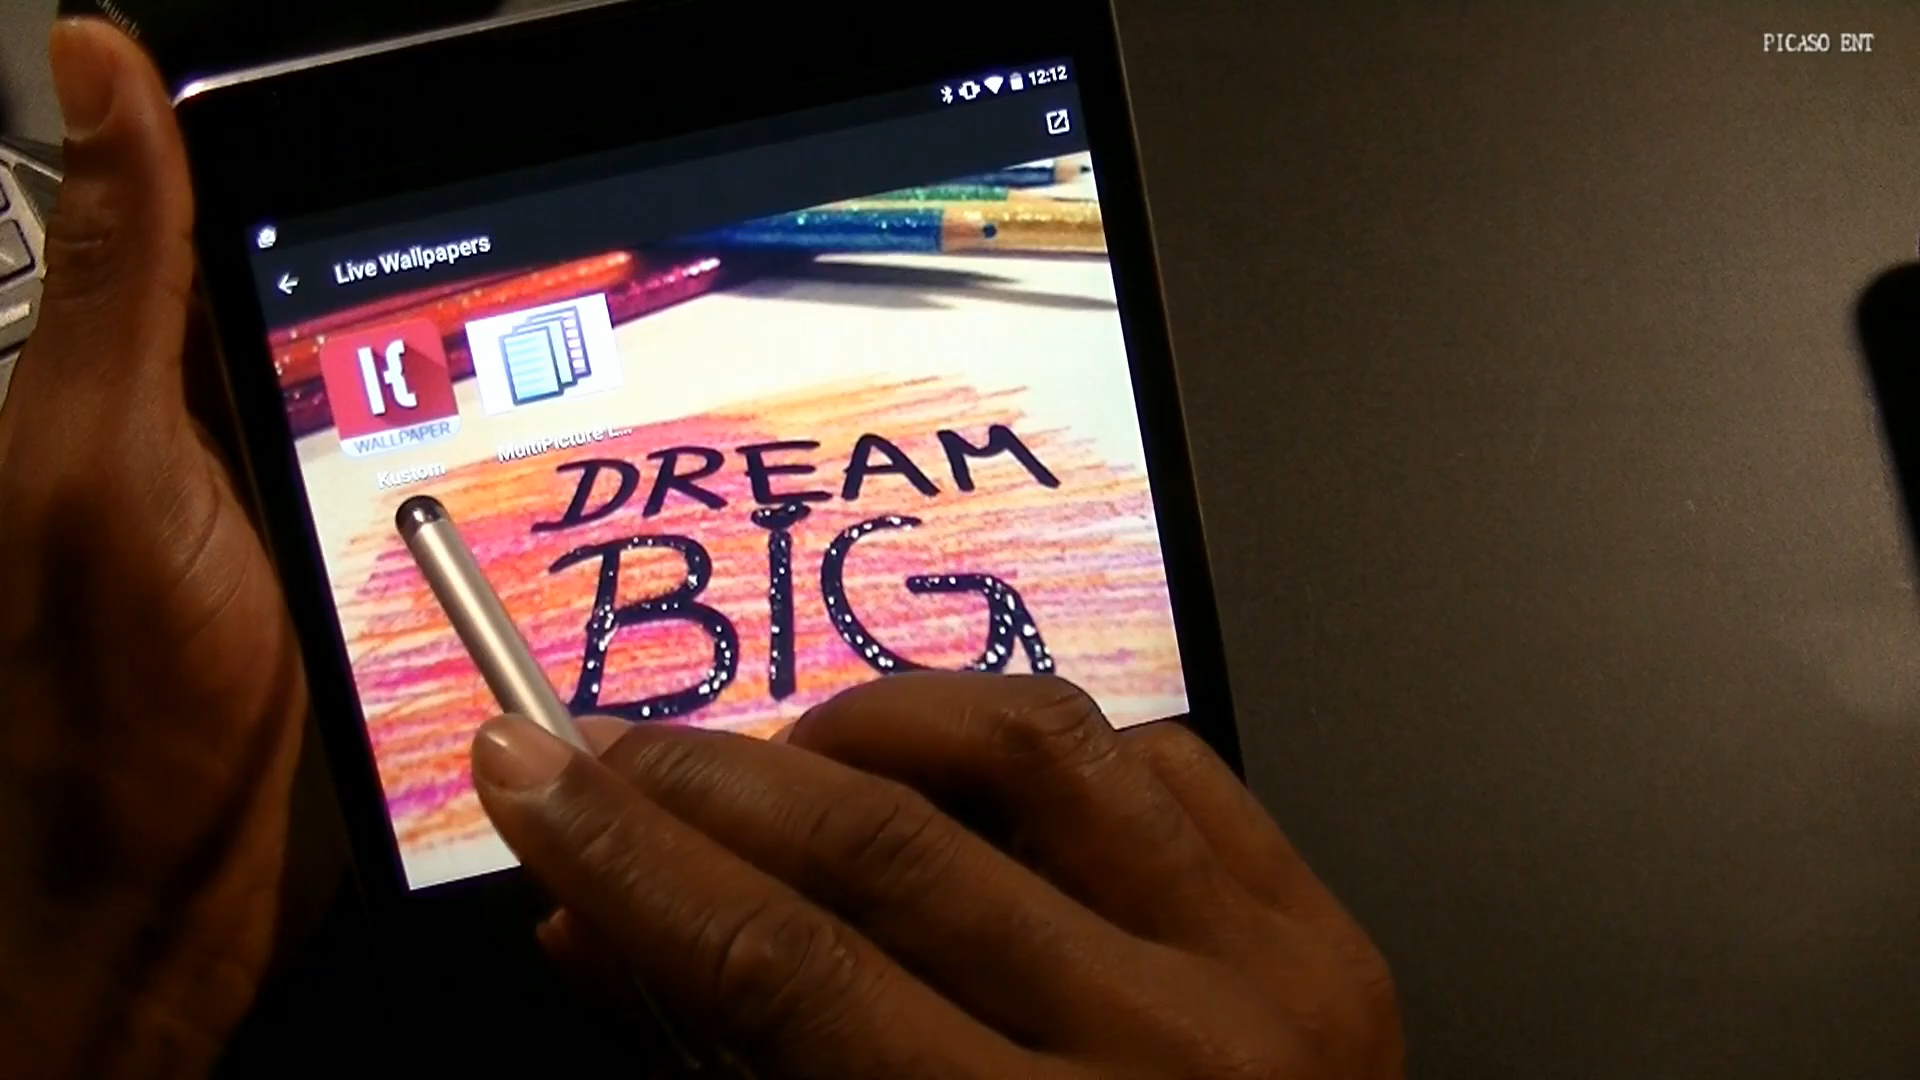 PICASO ENT
12:12
Live Wallpapers
WALLPAPER
Kustom
MultiPicture L...
DREAM
BIG